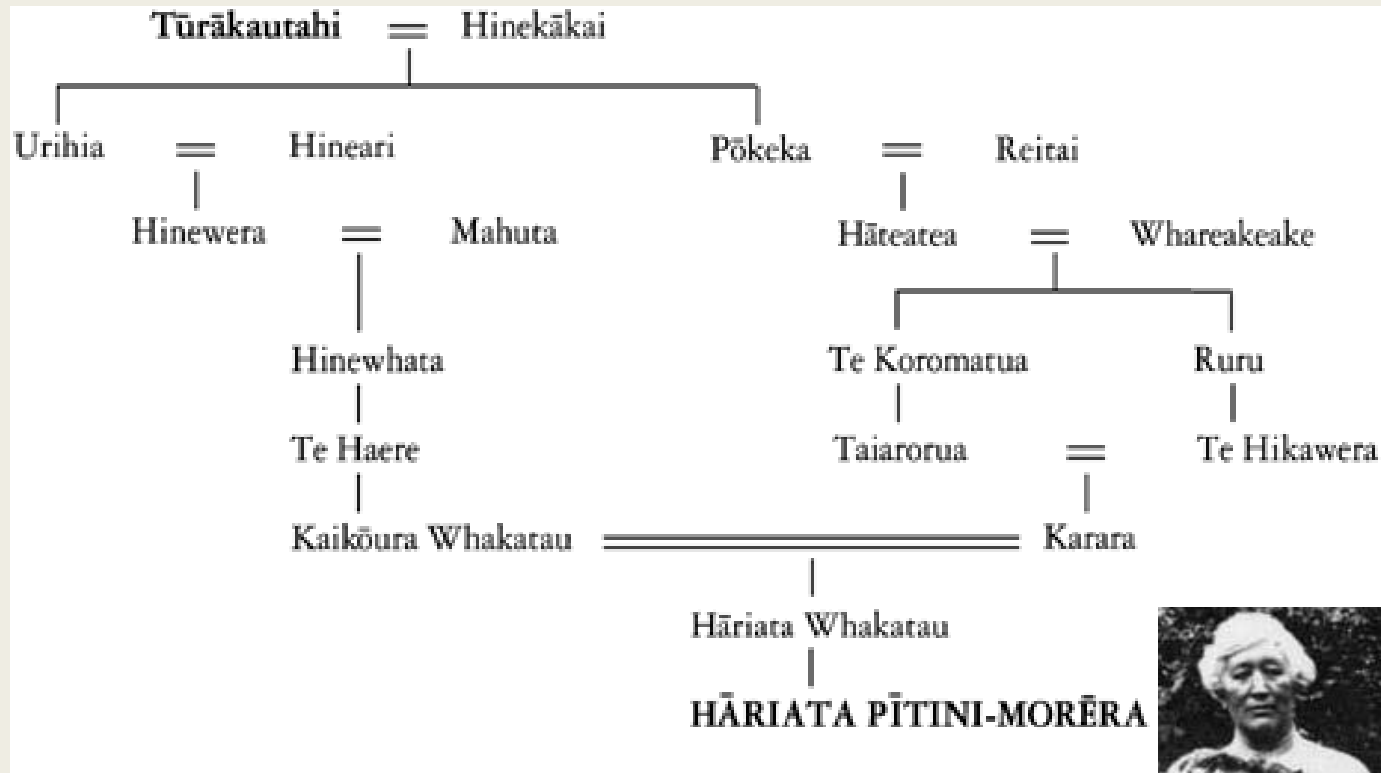 Tūrākautahi = Hinekākai
Urihia = Hineari Pōkeka = Reitai
Hinewera = Mahuta Hāteatea = Whareakeake
Hinewhata Te Koromatua Ruru
Te Haere Taiarorua = Te Hikawera
Kaikōura Whakatau = Karara
Hāriata Whakatau
HĀRIATA PĪTINI-MORĒRA